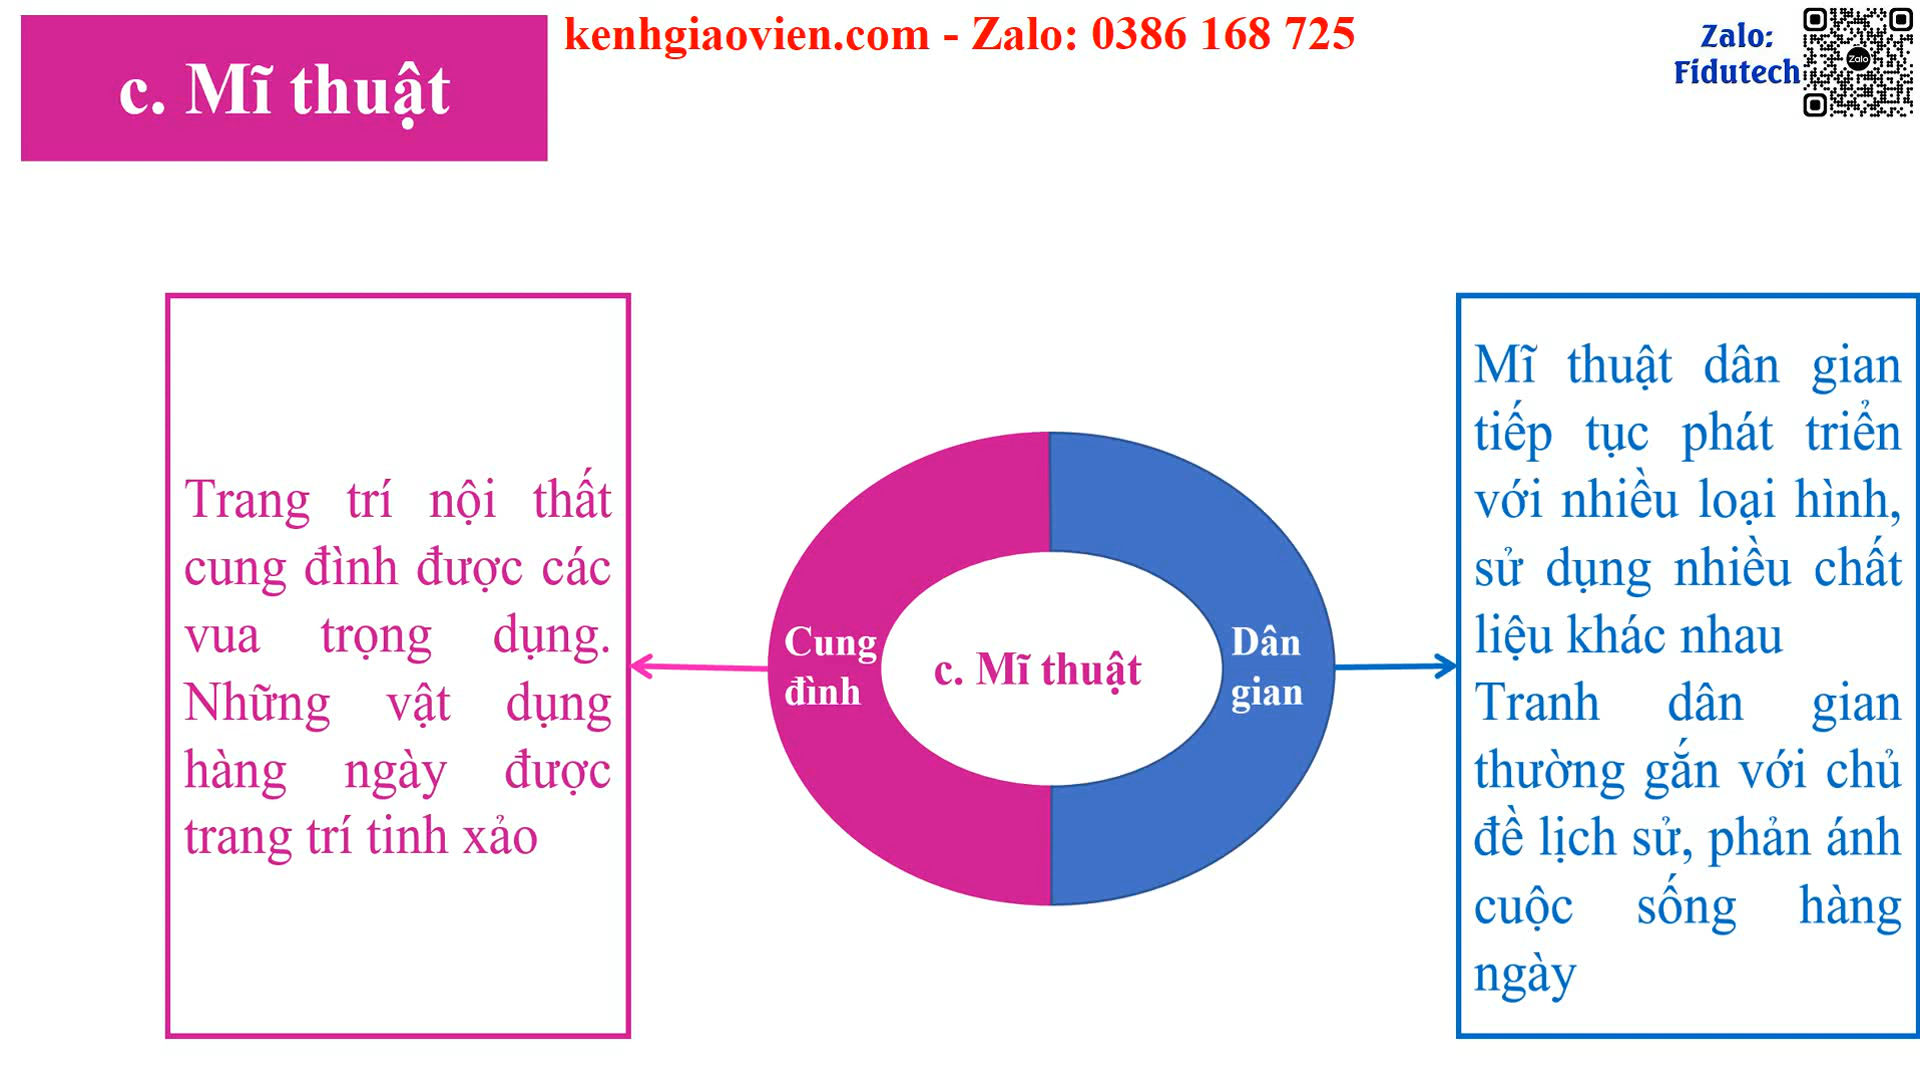 c. Mĩ thuật
kenhgiaovien.com - Zalo: 0386 168 725
Zalo:
Fidutech
Zalo
Trang trí nội thất
cung đình được các
vua trọng dụng.
Những vật dụng
hàng ngày được
trang trí tinh xảo
Cung
đình
c. Mĩ thuật
Dân
gian
Mĩ thuật dân gian
tiếp tục phát triển
với nhiều loại hình,
sử dụng nhiều chất
liệu khác nhau
Tranh dân gian
thường gắn với chủ
đề lịch sử, phản ánh
cuộc sống hàng
ngày